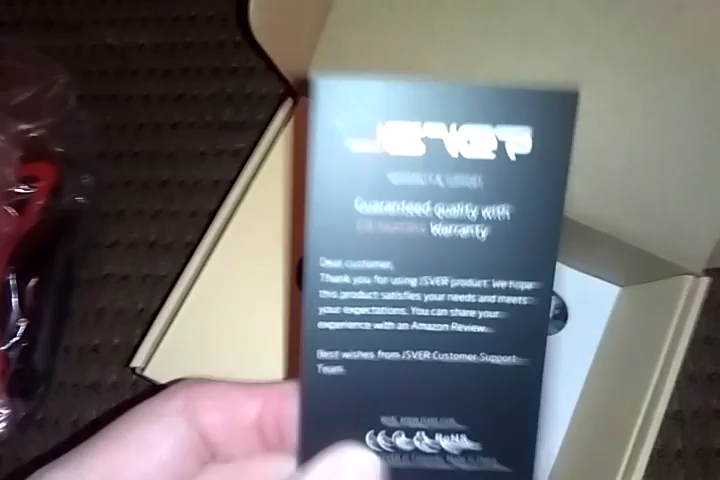 JSVER
Guaranteed quality with
Warranty
Dear customer,
Thank you for using JSVER product. We hope
this product satisfies your needs and meets
your expectations. You can share your
experience with an Amazon Review.
Best wishes from JSVER Customer Support
Team.
CE RoHS